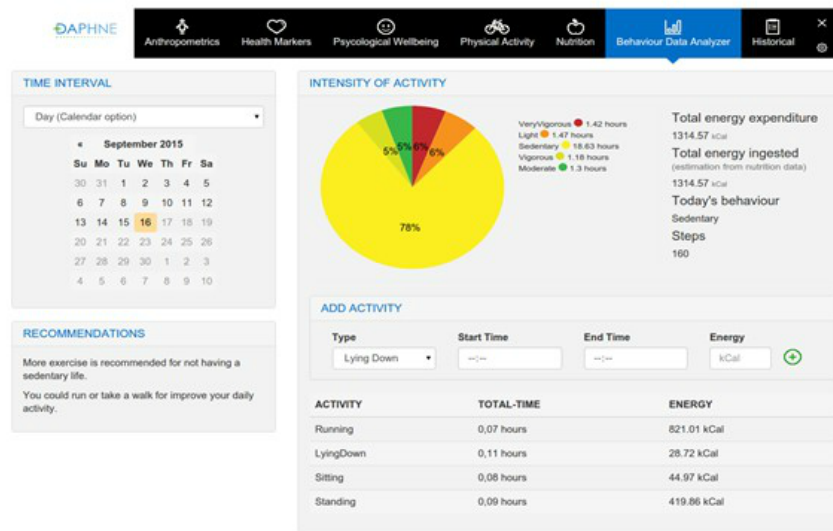 DAPHNE
Anthropometrics
Health Markers
Psycological Wellbeing
Physical Activity
Nutrition
Behaviour Data Analyzer
Historical
TIME INTERVAL
Day (Calendar option)
« September 2015
Su Mo Tu We Th Fr Sa
30 31 1 2 3 4 5
6 7 8 9 10 11 12
13 14 15 16 17 18 19
20 21 22 23 24 25 26
27 28 29 30 1 2 3
4 5 6 7 8 9 10
RECOMMENDATIONS
More exercise is recommended for not having a
sedentary life.
You could run or take a walk for improve your daily
activity.
INTENSITY OF ACTIVITY
5% 5% 6% 6%
78%
VeryVigorous 1.42 hours
Light 1.47 hours
Sedentary 18.63 hours
Vigorous 1.18 hours
Moderate 1.3 hours
Total energy expenditure
1314.57 kCal
Total energy ingested
(estimation from nutrition data)
1314.57 kCal
Today's behaviour
Sedentary
Steps
160
ADD ACTIVITY
Type Start Time End Time Energy
Lying Down --:-- --:-- kCal
ACTIVITY TOTAL-TIME ENERGY
Running 0,07 hours 821.01 kCal
LyingDown 0,11 hours 28.72 kCal
Sitting 0,08 hours 44.97 kCal
Standing 0,09 hours 419.86 kCal